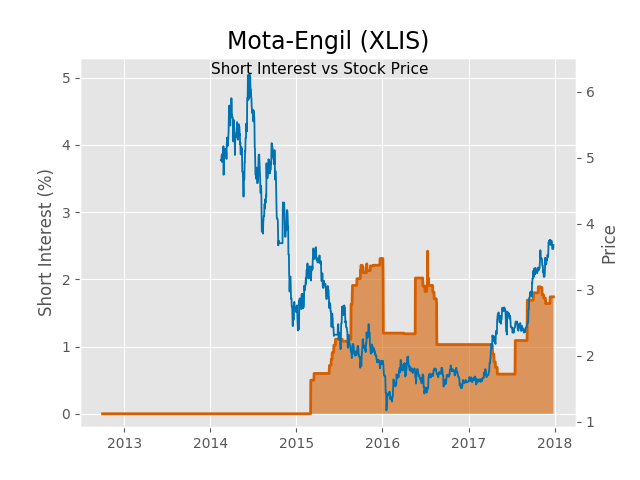 Mota-Engil (XLIS)
Short Interest vs Stock Price
Short Interest (%)
5
4
3
2
1
0
6
5
4
3
2
1
Price
2013 2014 2015 2016 2017 2018